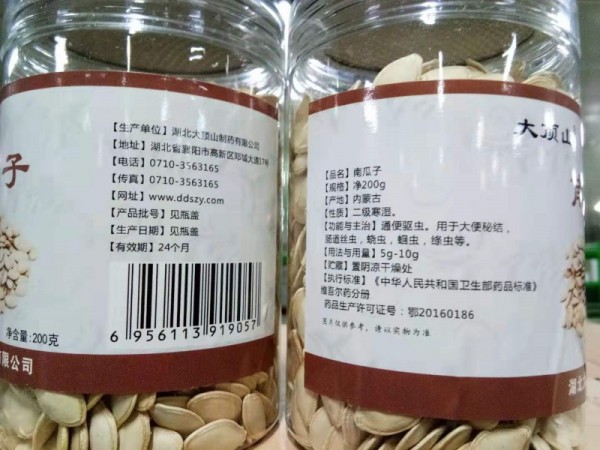 子
【生产单位】湖北大顶山制药有限公司
【地址】湖北省襄阳市高新区邓城大道17号
【电话】0710-3563165
【传真】0710-3563165
【网址】www.ddszy.com
【产品批号】见瓶盖
【生产日期】见瓶盖
【有效期】24个月
6 956113 919057
净含量:200克
有限公司
大顶山
【品名】南瓜子
【规格】净200g
【产地】内蒙古
【性质】二级寒湿。
【功能与主治】通便驱虫。用于大便秘结,
肠道丝虫,蛲虫,蛔虫,绦虫等。
【用法与用量】5g-10g
【贮藏】置阴凉干燥处
【执行标准】《中华人民共和国卫生部药品标准》
维吾尔药分册
药品生产许可证号:鄂20160186
图片仅供参考,请以实物为准
湖北